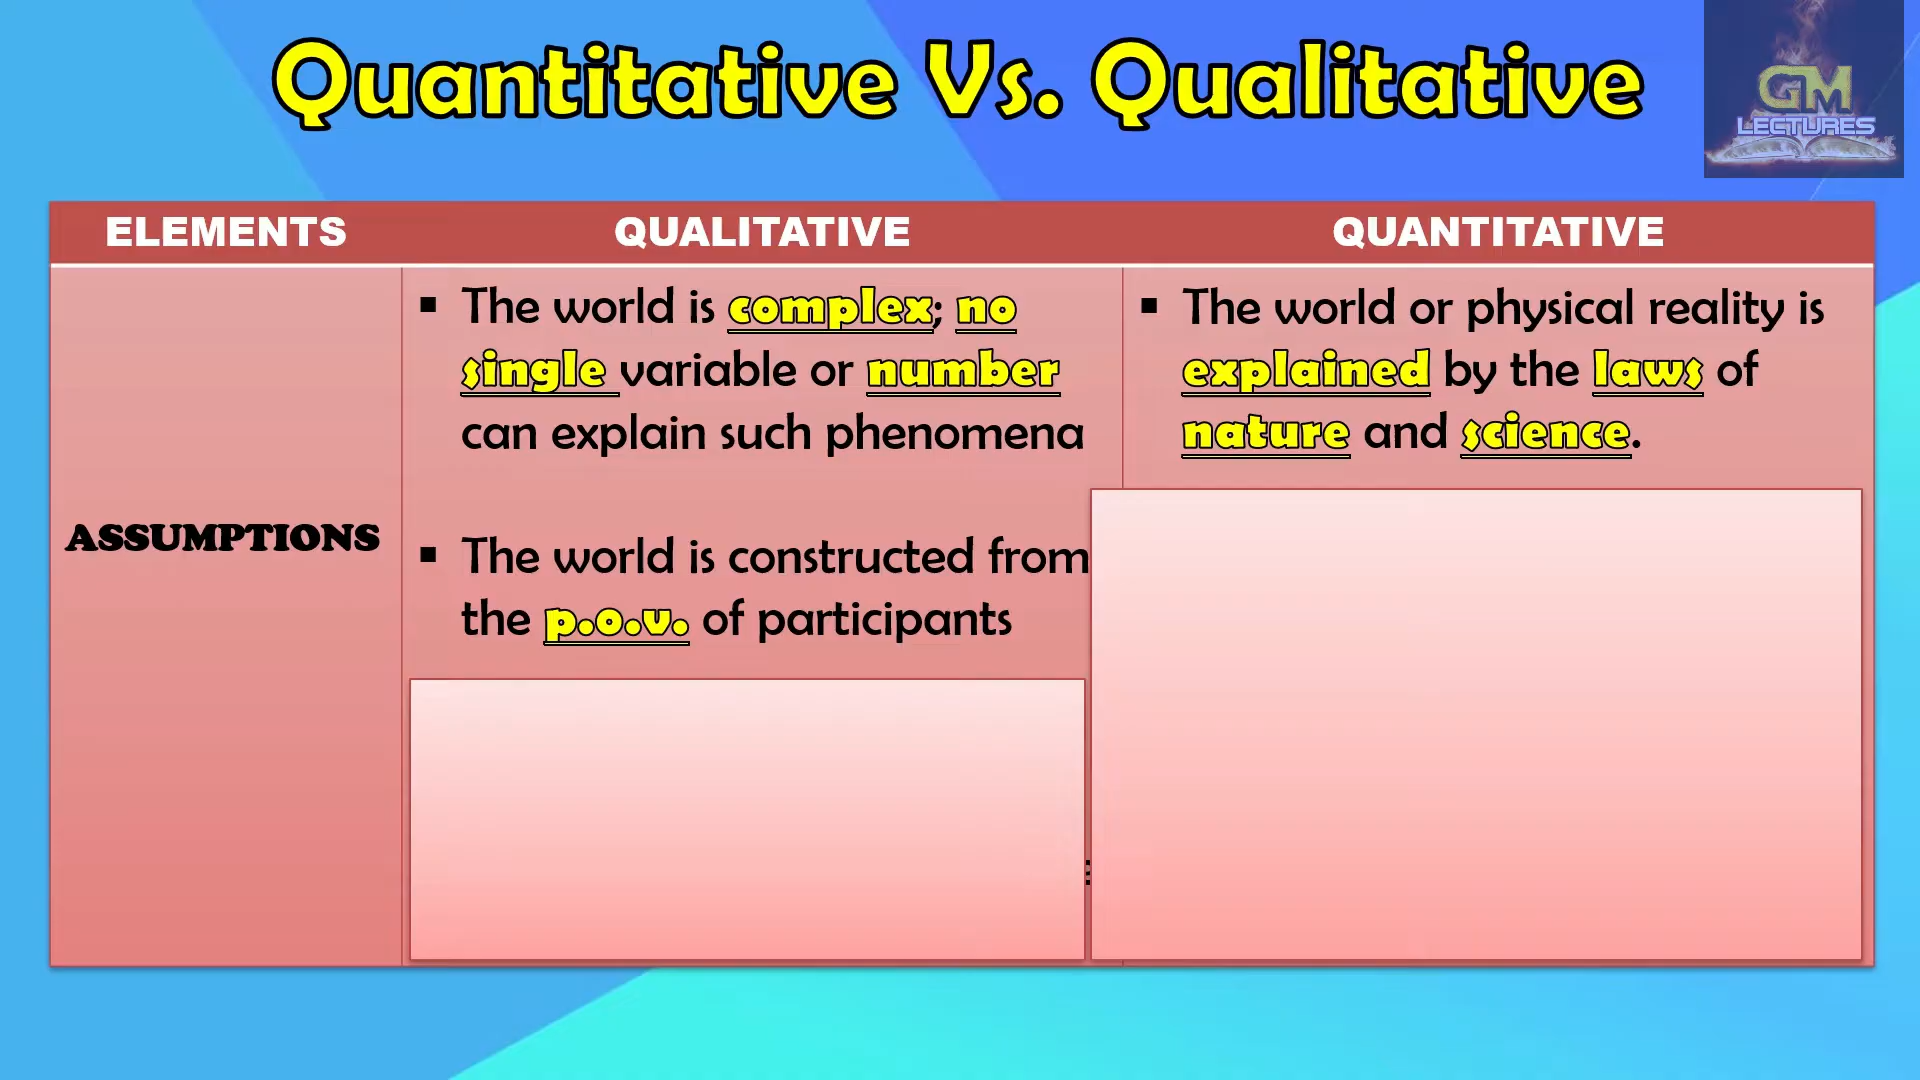 Quantitative Vs. Qualitative
GM
LECTURES
ELEMENTS QUALITATIVE QUANTITATIVE
ASSUMPTIONS
▪ The world is complex; no
single variable or number
can explain such phenomena
▪ The world is constructed from
the p.o.v. of participants
▪ The world or physical reality is
explained by the laws of
nature and science.